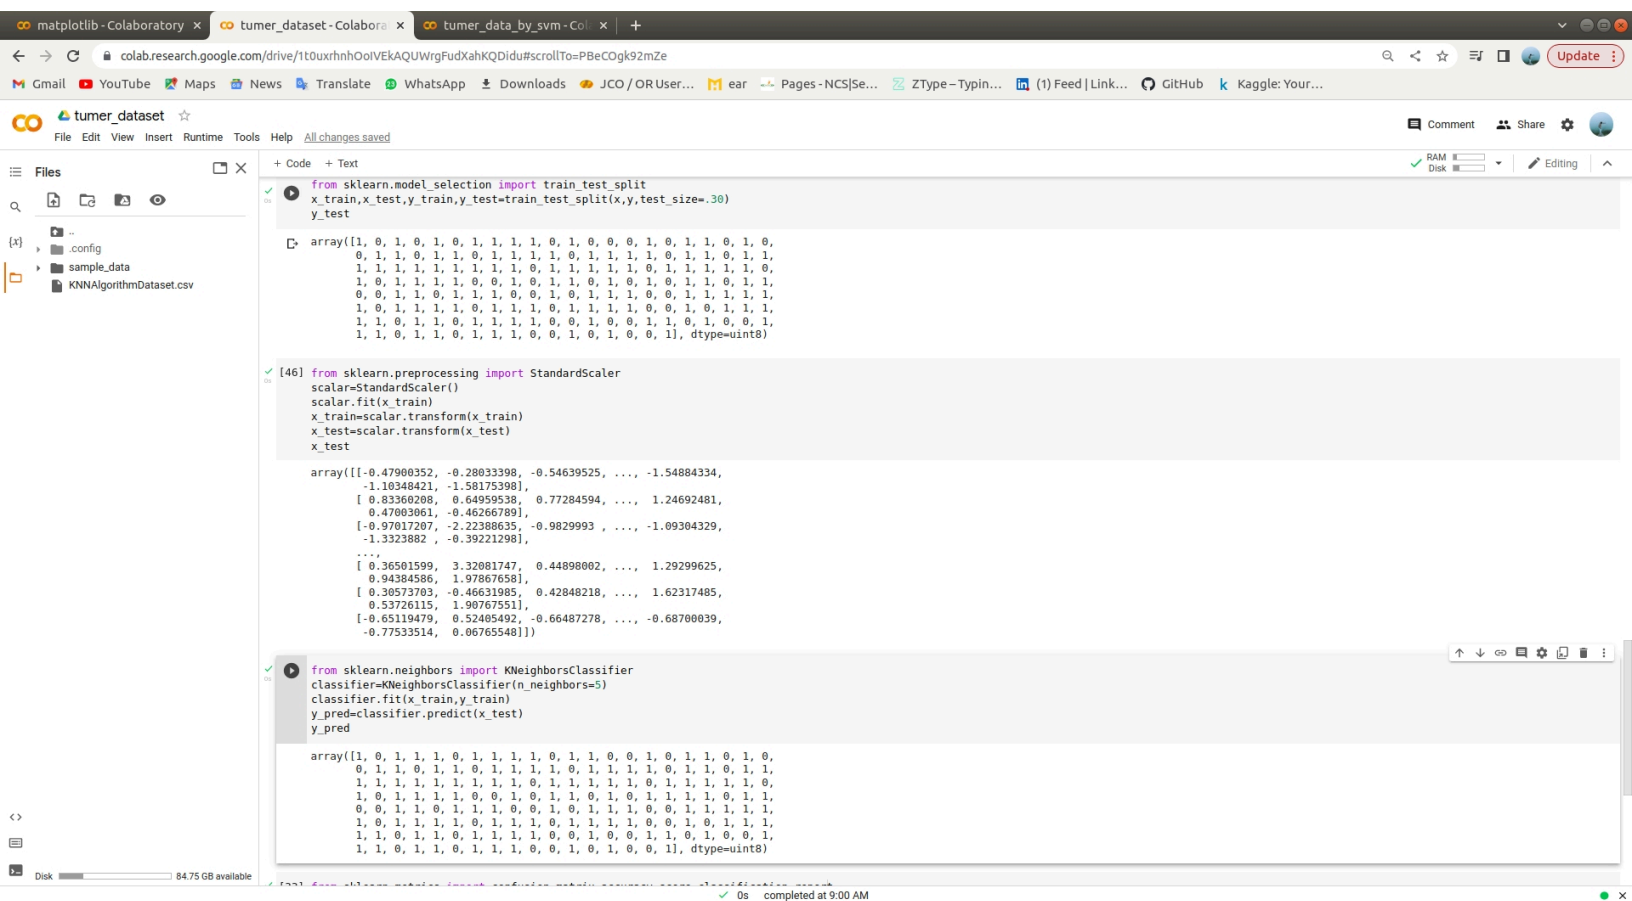 matplotlib - Colaboratory
tumer_dataset - Colabora
tumer_data_by_svm - Co
colab.research.google.com/drive/1t0uxrhnhOoIVEkAQUWrgFudXahKQDidu#scrollTo=PBeCOgk92mZe
Update
Gmail YouTube Maps News Translate WhatsApp Downloads JCO / OR User... ear Pages - NCS|Se... ZType – Typin... (1) Feed | Link... GitHub Kaggle: Your...
tumer_dataset
Comment Share
File Edit View Insert Runtime Tools Help All changes saved
Files
+ Code + Text
RAM
Disk
Editing
..
.config
sample_data
KNNAlgorithmDataset.csv
from sklearn.model_selection import train_test_split
x_train,x_test,y_train,y_test=train_test_split(x,y,test_size=.30)
y_test
array([1, 0, 1, 0, 1, 0, 1, 1, 1, 1, 0, 1, 0, 0, 0, 1, 0, 1, 1, 0, 1, 0,
0, 1, 1, 0, 1, 1, 0, 1, 1, 1, 1, 0, 1, 1, 1, 1, 0, 1, 1, 0, 1, 1,
1, 1, 1, 1, 1, 1, 1, 1, 1, 0, 1, 1, 1, 1, 1, 0, 1, 1, 1, 1, 1, 0,
1, 0, 1, 1, 1, 1, 0, 0, 1, 0, 1, 1, 0, 1, 0, 1, 0, 1, 1, 0, 1, 1,
0, 0, 1, 1, 0, 1, 1, 1, 0, 0, 1, 0, 1, 1, 1, 0, 0, 1, 1, 1, 1, 1,
1, 0, 1, 1, 1, 1, 0, 1, 1, 1, 0, 1, 1, 1, 1, 0, 0, 1, 0, 1, 1, 1,
1, 1, 0, 1, 1, 0, 1, 1, 1, 1, 0, 0, 1, 0, 0, 1, 1, 0, 1, 0, 0, 1,
1, 1, 0, 1, 1, 0, 1, 1, 1, 0, 0, 1, 0, 1, 0, 0, 1], dtype=uint8)
[46] from sklearn.preprocessing import StandardScaler
scalar=StandardScaler()
scalar.fit(x_train)
x_train=scalar.transform(x_train)
x_test=scalar.transform(x_test)
x_test
array([[-0.47900352, -0.28033398, -0.54639525, ..., -1.54884334,
-1.10348421, -1.58175398],
[ 0.83360208, 0.64959538, 0.77284594, ..., 1.24692481,
0.47003061, -0.46266789],
[-0.97017207, -2.22388635, -0.9829993 , ..., -1.09304329,
-1.3323882 , -0.39221298],
...,
[ 0.36501599, 3.32081747, 0.44898002, ..., 1.29299625,
0.94384586, 1.97867658],
[ 0.30573703, -0.46631985, 0.42848218, ..., 1.62317485,
0.53726115, 1.90767551],
[-0.65119479, 0.52405492, -0.66487278, ..., -0.68700039,
-0.77533514, 0.06765548]])
from sklearn.neighbors import KNeighborsClassifier
classifier=KNeighborsClassifier(n_neighbors=5)
classifier.fit(x_train,y_train)
y_pred=classifier.predict(x_test)
y_pred
array([1, 0, 1, 1, 1, 0, 1, 1, 1, 1, 0, 1, 1, 0, 0, 1, 0, 1, 1, 0, 1, 0,
0, 1, 1, 0, 1, 1, 0, 1, 1, 1, 1, 0, 1, 1, 1, 1, 0, 1, 1, 0, 1, 1,
1, 1, 1, 1, 1, 1, 1, 1, 1, 0, 1, 1, 1, 1, 1, 0, 1, 1, 1, 1, 1, 0,
1, 0, 1, 1, 1, 1, 0, 0, 1, 0, 1, 1, 0, 1, 0, 1, 1, 1, 1, 0, 1, 1,
0, 0, 1, 1, 0, 1, 1, 1, 0, 0, 1, 0, 1, 1, 1, 0, 0, 1, 1, 1, 1, 1,
1, 0, 1, 1, 1, 1, 0, 1, 1, 1, 0, 1, 1, 1, 1, 0, 0, 1, 0, 1, 1, 1,
1, 1, 0, 1, 1, 0, 1, 1, 1, 1, 0, 0, 1, 0, 0, 1, 1, 0, 1, 0, 0, 1,
1, 1, 0, 1, 1, 0, 1, 1, 1, 0, 0, 1, 0, 1, 0, 0, 1], dtype=uint8)
Disk 84.75 GB available
0s completed at 9:00 AM